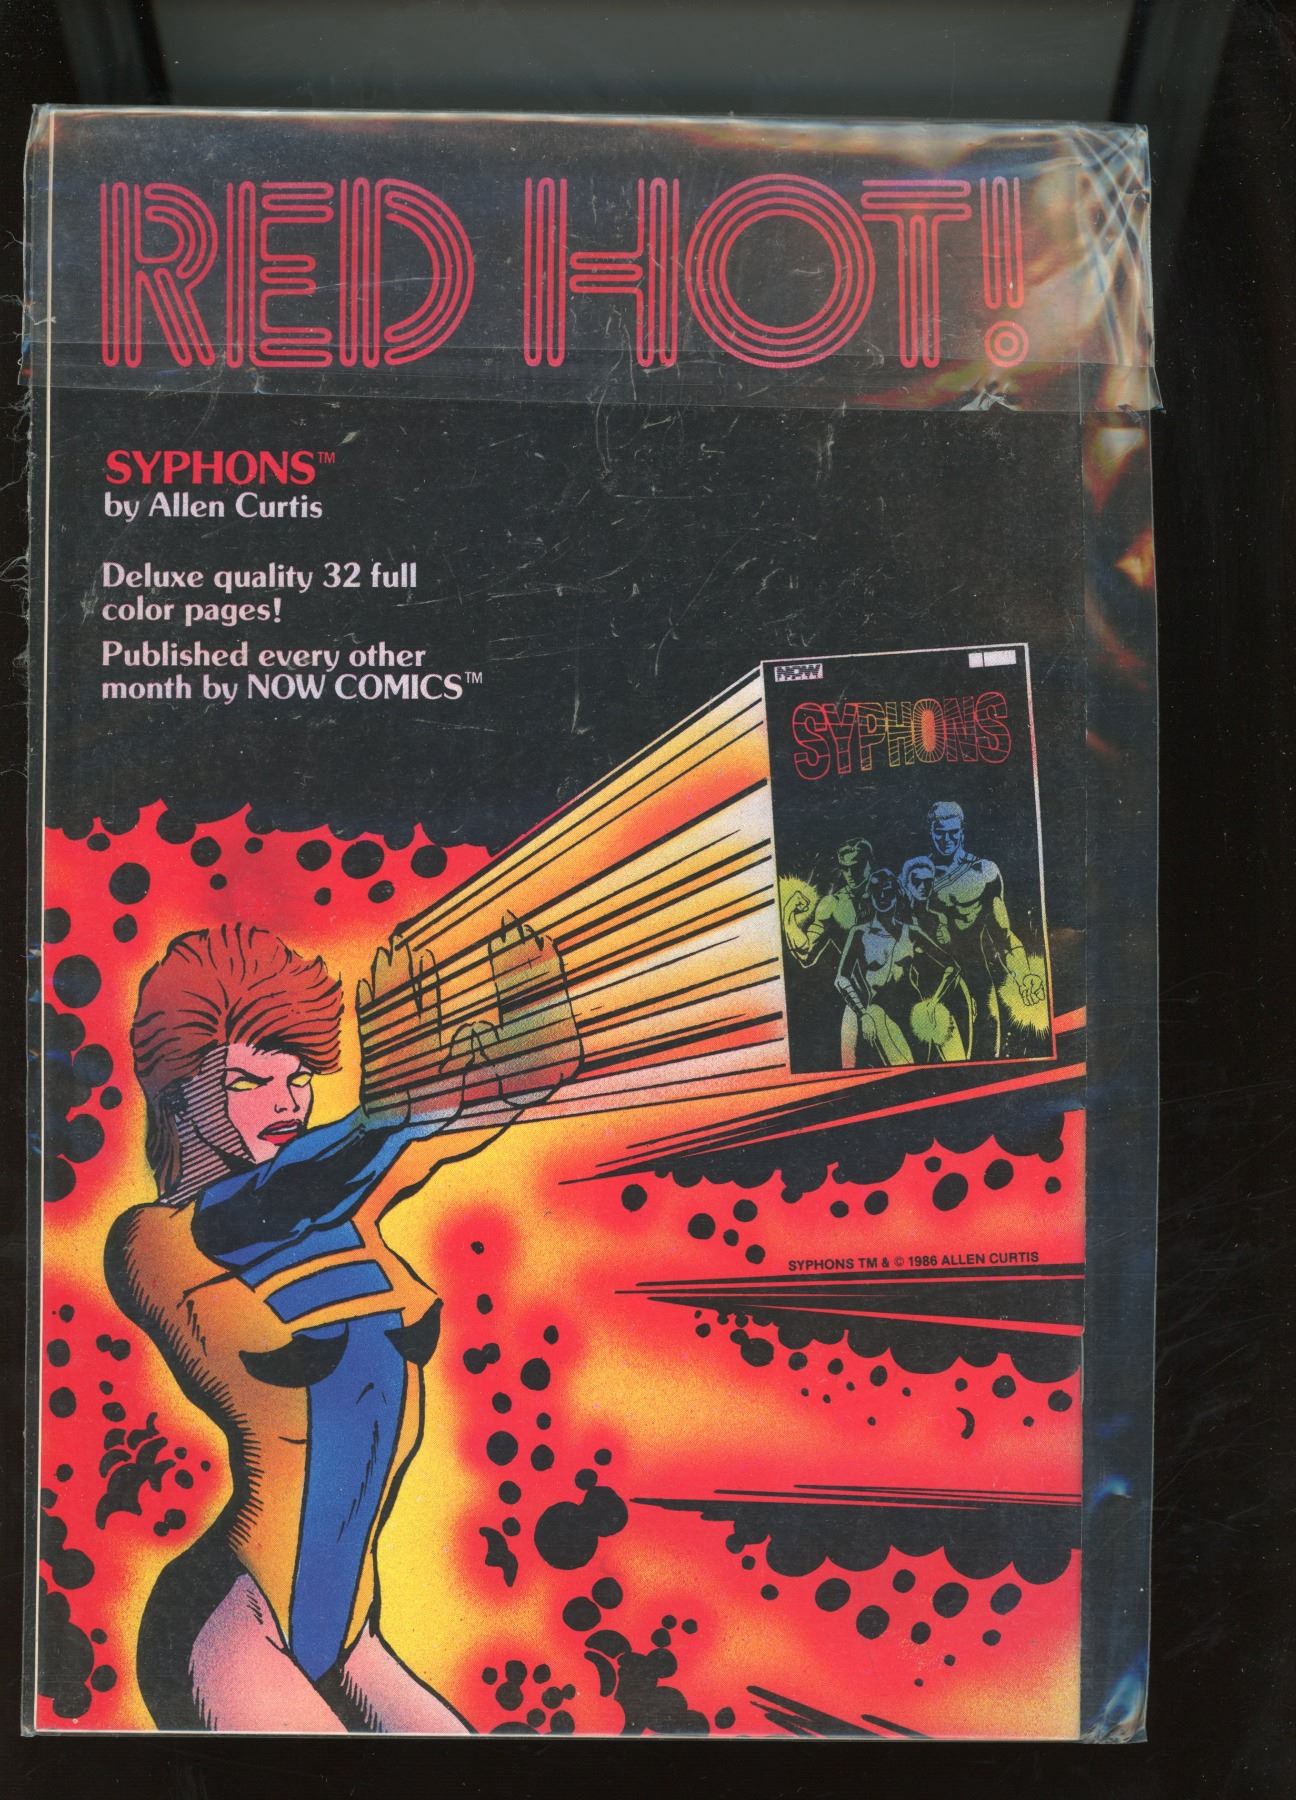 RED HOT!
SYPHONS™
by Allen Curtis
Deluxe quality 32 full
color pages!
Published every other
month by NOW COMICS™
NOW
SYPHONS
SYPHONS TM & © 1986 ALLEN CURTIS